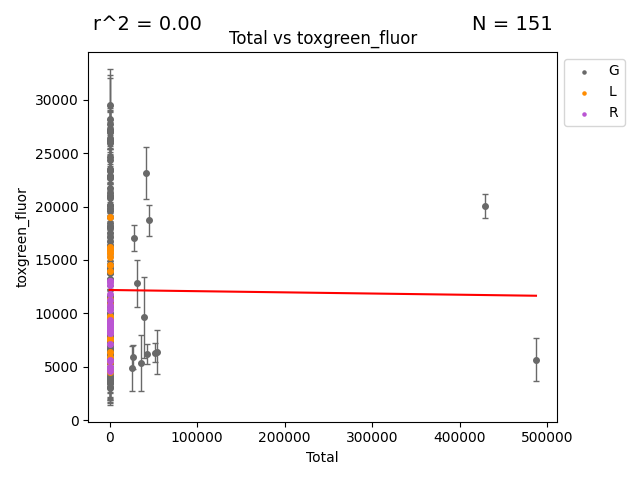 r^2 = 0.00
N = 151
Total vs toxgreen_fluor
G
L
R
30000
25000
20000
15000
10000
5000
0
toxgreen_fluor
0
100000
200000
300000
400000
500000
Total